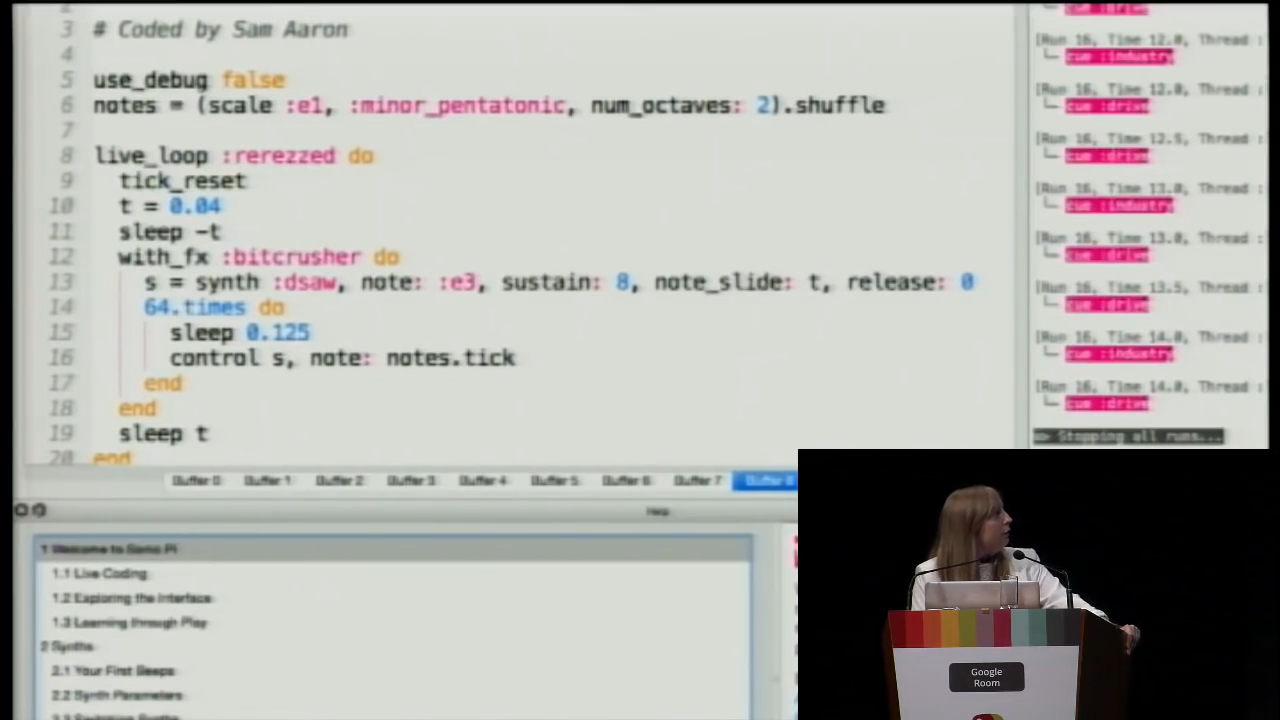 3 # Coded by Sam Aaron
4
5 use_debug false
6 notes = (scale :e1, :minor_pentatonic, num_octaves: 2).shuffle
7
8 live_loop :rerezzed do
9 tick_reset
10 t = 0.04
11 sleep -t
12 with_fx :bitcrusher do
13 s = synth :dsaw, note: :e3, sustain: 8, note_slide: t, release: 0
14 64.times do
15 sleep 0.125
16 control s, note: notes.tick
17 end
18 end
19 sleep t
20 end
Buffer 0 Buffer 1 Buffer 2 Buffer 3 Buffer 4 Buffer 5 Buffer 6 Buffer 7 Buffer 8
Help
1 Welcome to Sonic Pi
1.1 Live Coding
1.2 Exploring the Interface
1.3 Learning through Play
2 Synths
2.1 Your First Beeps
2.2 Synth Parameters
2.3 Switching Synths
cue :drive
[Run 16, Time 12.0, Thread :
cue :industry
[Run 16, Time 12.0, Thread :
cue :drive
[Run 16, Time 12.5, Thread :
cue :drive
[Run 16, Time 13.0, Thread :
cue :industry
[Run 16, Time 13.0, Thread :
cue :drive
[Run 16, Time 13.5, Thread :
cue :drive
[Run 16, Time 14.0, Thread :
cue :industry
[Run 16, Time 14.0, Thread :
cue :drive
=> Stopping all runs...
Google
Room